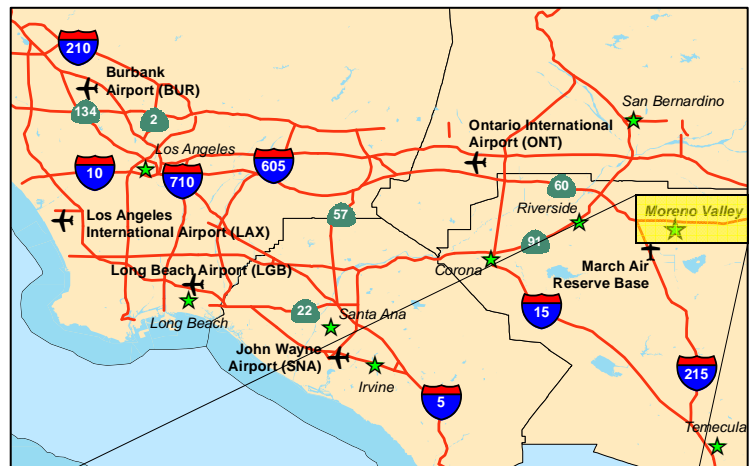 210
Burbank
Airport (BUR)
134
2
San Bernardino
Ontario International
Airport (ONT)
Los Angeles
10
710
605
60
57
Riverside
Moreno Valley
Los Angeles
International Airport (LAX)
91
Corona
March Air
Reserve Base
Long Beach Airport (LGB)
Long Beach
22
Santa Ana
15
John Wayne
Airport (SNA)
Irvine
215
5
Temecula